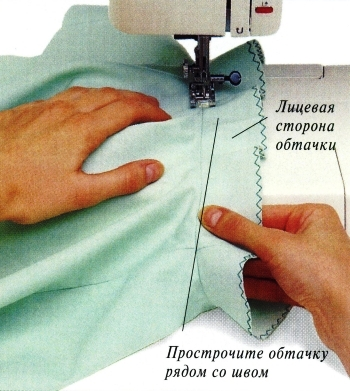 Лицевая
сторона
обтачки
Прострочите обтачку
рядом со швом